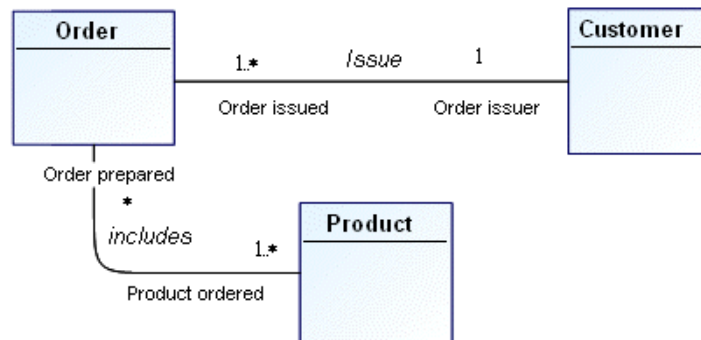 Order
Customer
1..*
Issue
1
Order issued
Order issuer
Order prepared
*
includes
Product
1..*
Product ordered